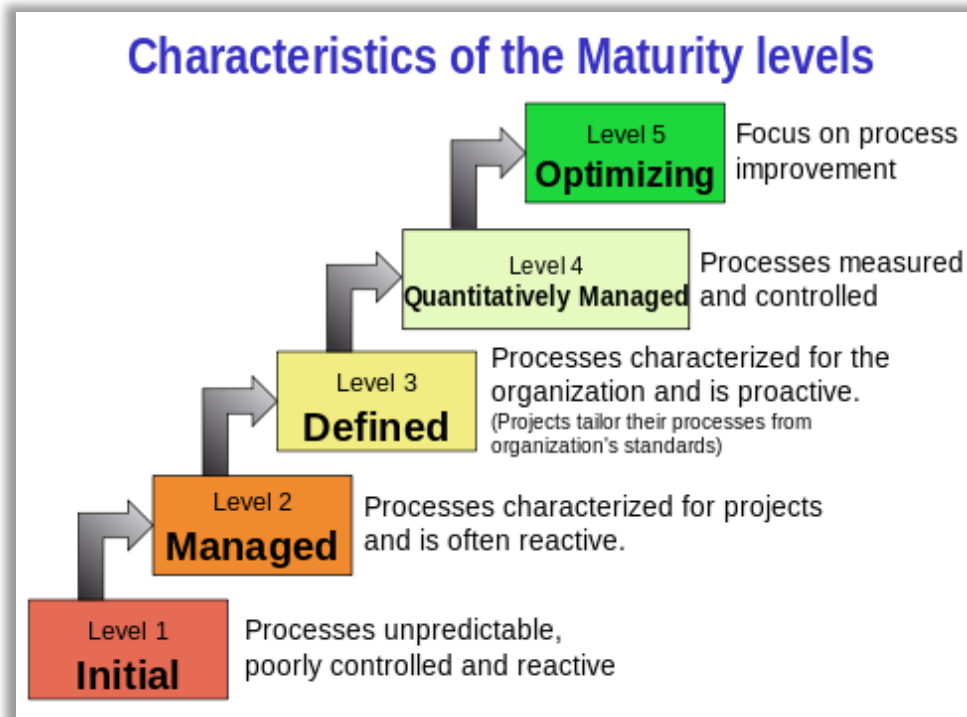 Characteristics of the Maturity levels
Level 5
Optimizing
Focus on process
improvement
Level 4
Quantitatively Managed
Processes measured
and controlled
Level 3
Defined
Processes characterized for the
organization and is proactive.
(Projects tailor their processes from
organization's standards)
Level 2
Managed
Processes characterized for projects
and is often reactive.
Level 1
Initial
Processes unpredictable,
poorly controlled and reactive